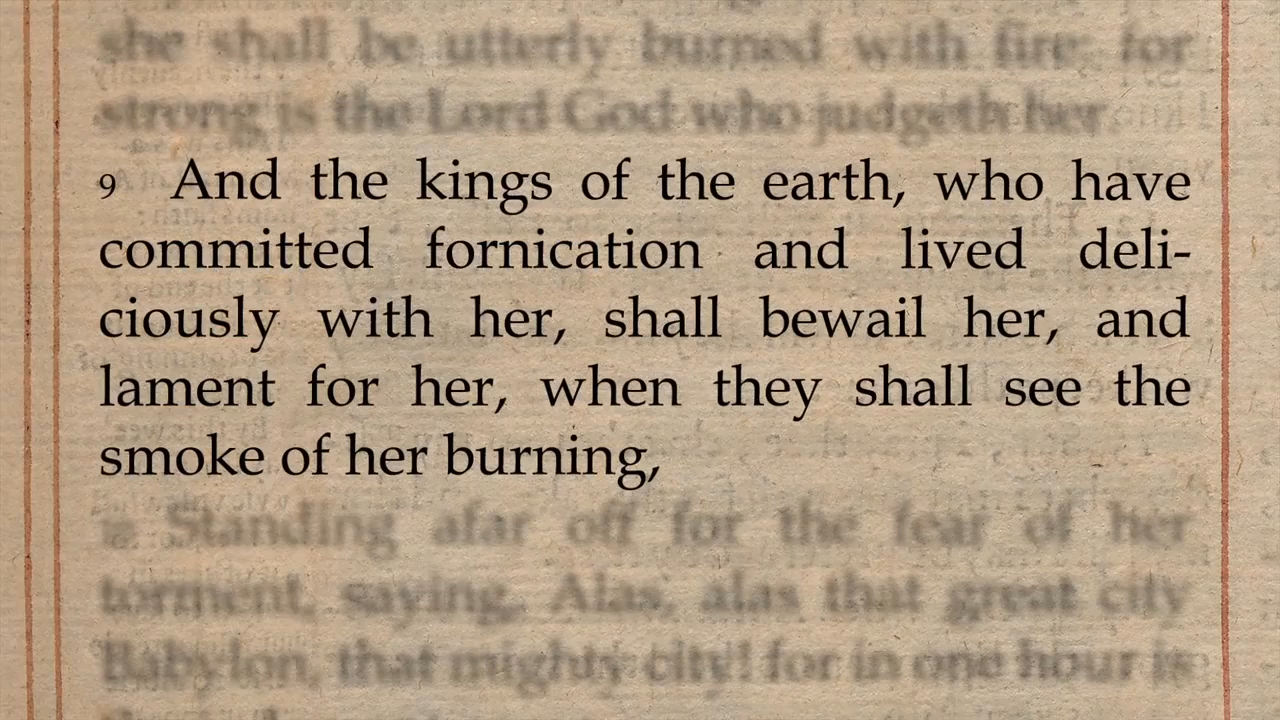 she shall be utterly burned with fire: for
strong is the Lord God who judgeth her.
9 And the kings of the earth, who have
committed fornication and lived deli-
ciously with her, shall bewail her, and
lament for her, when they shall see the
smoke of her burning,
Standing afar off for the fear of her
torment, saying, Alas, alas that great city
Babylon, that mighty city! for in one hour is